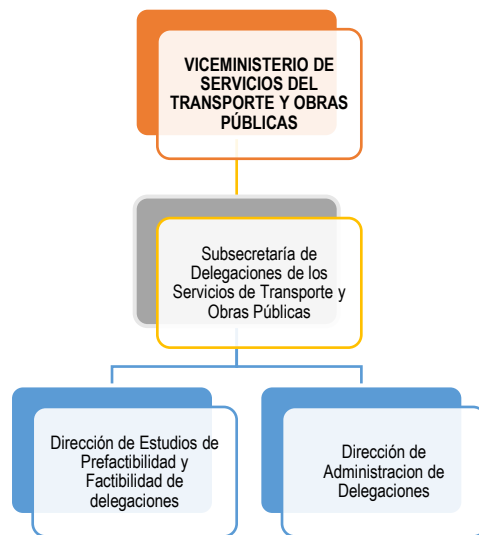 VICEMINISTERIO DE
SERVICIOS DEL
TRANSPORTE Y OBRAS
PÚBLICAS
Subsecretaría de
Delegaciones de los
Servicios de Transporte y
Obras Públicas
Dirección de Estudios de
Prefactibilidad y
Factibilidad de
delegaciones
Dirección de
Administracion de
Delegaciones